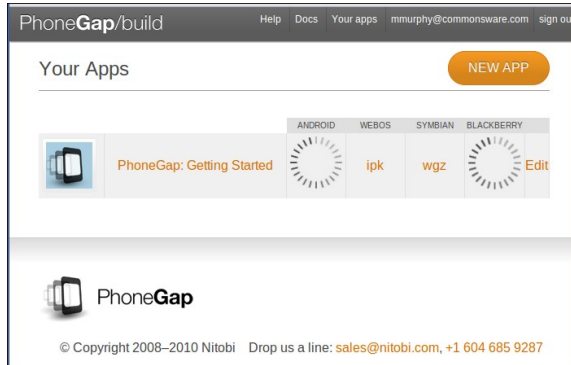 PhoneGap/build Help Docs Your apps mmurphy@commonsware.com sign ou
Your Apps NEW APP
ANDROID WEBOS SYMBIAN BLACKBERRY
PhoneGap: Getting Started ipk wgz Edit
PhoneGap
© Copyright 2008–2010 Nitobi Drop us a line: sales@nitobi.com, +1 604 685 9287